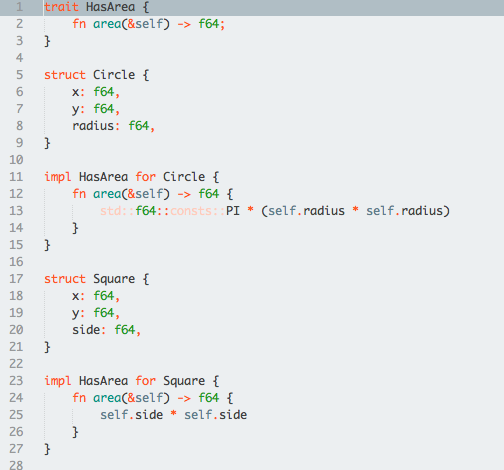 1 trait HasArea {
2     fn area(&self) -> f64;
3 }
4
5 struct Circle {
6     x: f64,
7     y: f64,
8     radius: f64,
9 }
10
11 impl HasArea for Circle {
12     fn area(&self) -> f64 {
13         std::f64::consts::PI * (self.radius * self.radius)
14     }
15 }
16
17 struct Square {
18     x: f64,
19     y: f64,
20     side: f64,
21 }
22
23 impl HasArea for Square {
24     fn area(&self) -> f64 {
25         self.side * self.side
26     }
27 }
28